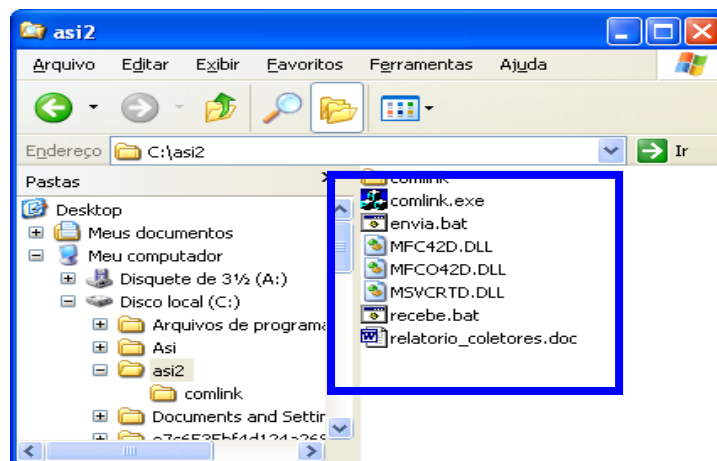 asi2
Arquivo Editar Exibir Favoritos Ferramentas Ajuda
Endereço C:\asi2 Ir
Pastas
Desktop
Meus documentos
Meu computador
Disquete de 3½ (A:)
Disco local (C:)
Arquivos de programa
Asi
asi2
comlink
Documents and Settin
comlink
comlink.exe
envia.bat
MFC42D.DLL
MFCO42D.DLL
MSVCRTD.DLL
recebe.bat
relatorio_coletores.doc